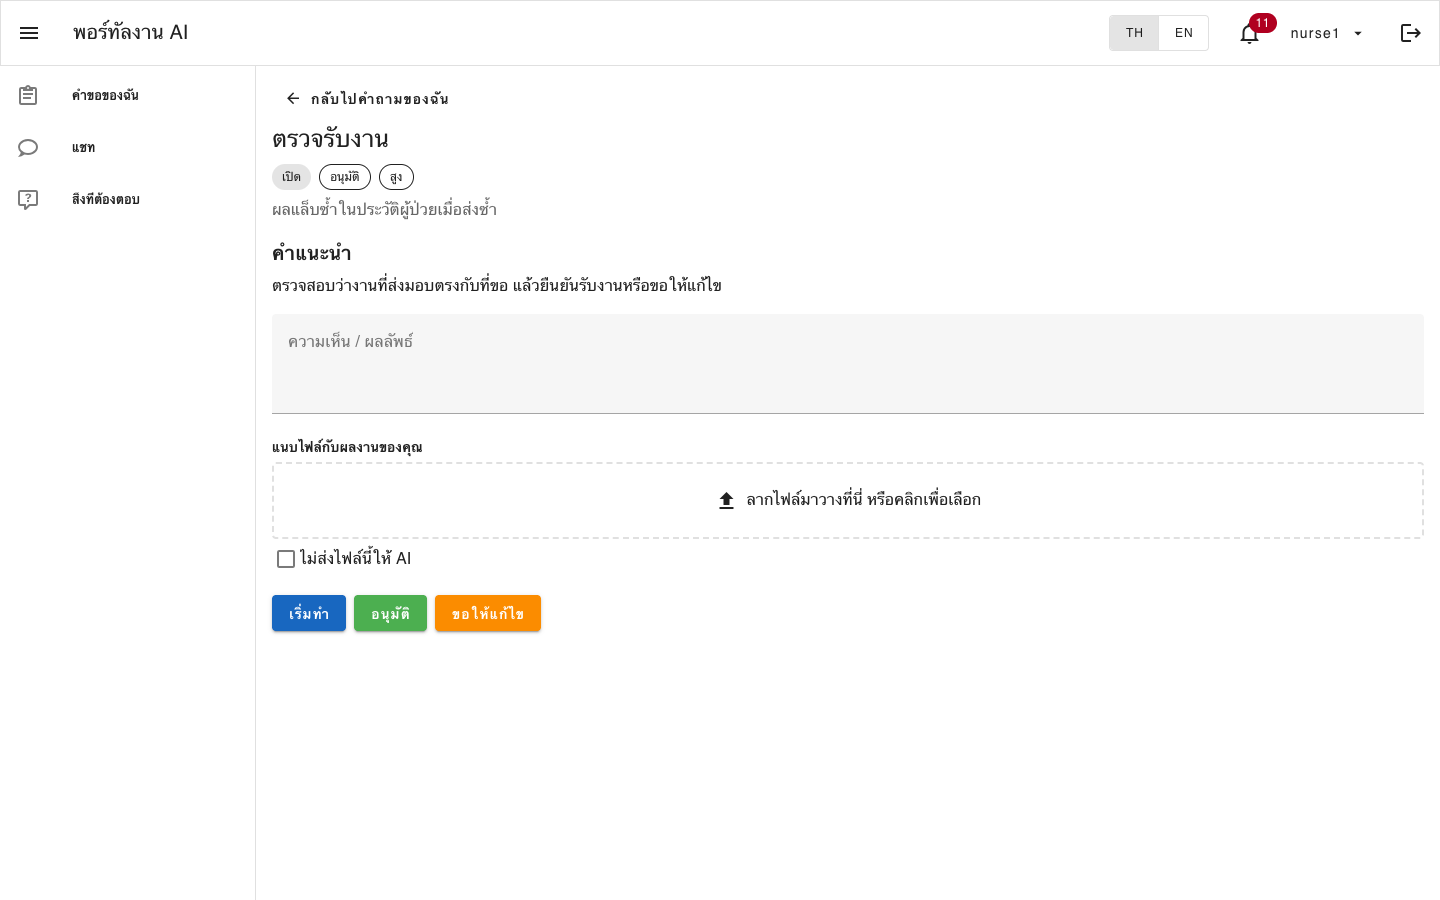 พอร์ทัลงาน AI
TH
EN
11
nurse1
คำขอของฉัน
แชท
สิ่งที่ต้องตอบ
กลับไปคำถามของฉัน
ตรวจรับงาน
เปิด
อนุมัติ
สูง
ผลแล็บซ้ำในประวัติผู้ป่วยเมื่อส่งซ้ำ
คำแนะนำ
ตรวจสอบว่างานที่ส่งมอบตรงกับที่ขอ แล้วยืนยันรับงานหรือขอให้แก้ไข
ความเห็น / ผลลัพธ์
แนบไฟล์กับผลงานของคุณ
ลากไฟล์มาวางที่นี่ หรือคลิกเพื่อเลือก
ไม่ส่งไฟล์นี้ให้ AI
เริ่มทำ
อนุมัติ
ขอให้แก้ไข